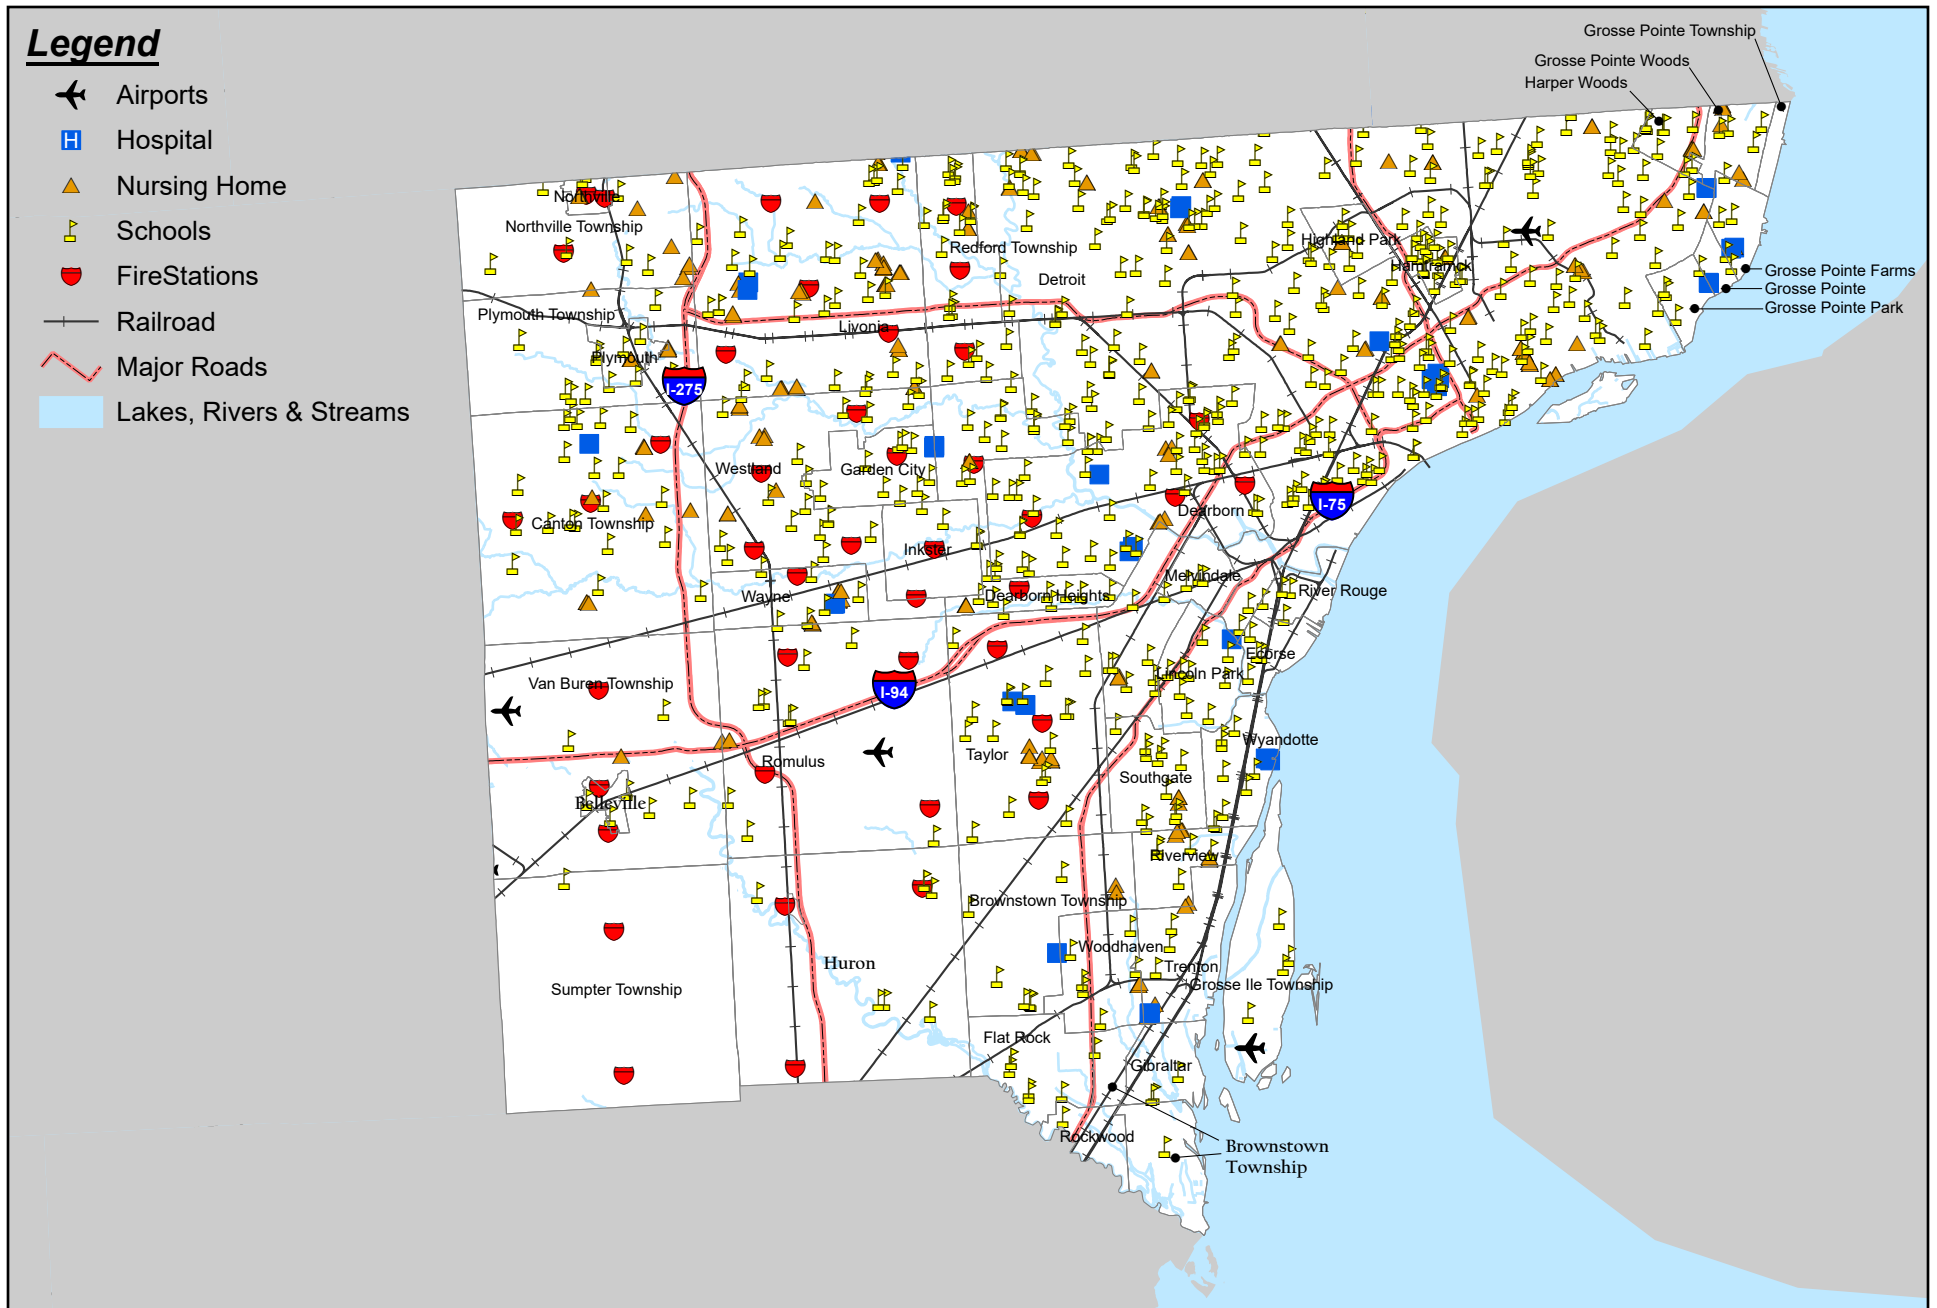 Legend
Airports
H Hospital
Nursing Home
Schools
FireStations
Railroad
Major Roads
Lakes, Rivers & Streams
Grosse Pointe Township
Grosse Pointe Woods
Harper Woods
Northville
Northville Township
Redford Township
Highland Park
Hamtramck
Detroit
Grosse Pointe Farms
Grosse Pointe
Grosse Pointe Park
Plymouth Township
Livonia
Plymouth
I-275
Westland
Garden City
I-75
Dearborn
Canton Township
Inkster
Melvindale
River Rouge
Wayne
Dearborn Heights
Ecorse
Lincoln Park
Van Buren Township
I-94
Wyandotte
Taylor
Romulus
Southgate
Belleville
Riverview
Brownstown Township
Woodhaven
Huron
Trenton
Grosse Ile Township
Sumpter Township
Flat Rock
Gibraltar
Rockwood
Brownstown
Township